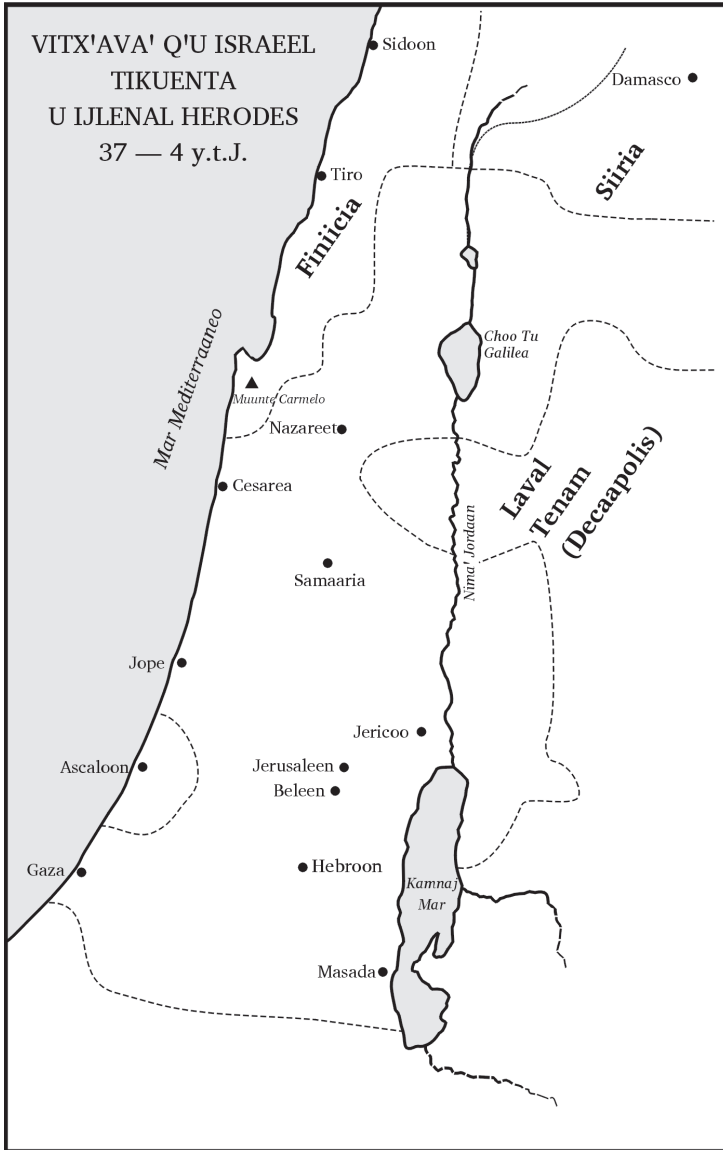 VITX'AVA' Q'U ISRAEEL
TIKUENTA
U IJLENAL HERODES
37 — 4 y.t.J.
Sidoon
Damasco
Tiro
Siiria
Finiicia
Mar Mediterraaneo
Choo Tu
Galilea
Muunte Carmelo
Nazareet
Cesarea
Laval
Tenam
(Decaapolis)
Nima' Jordaan
Samaaria
Jope
Jericoo
Ascaloon
Jerusaleen
Beleen
Gaza
Hebroon
Kamnaj
Mar
Masada